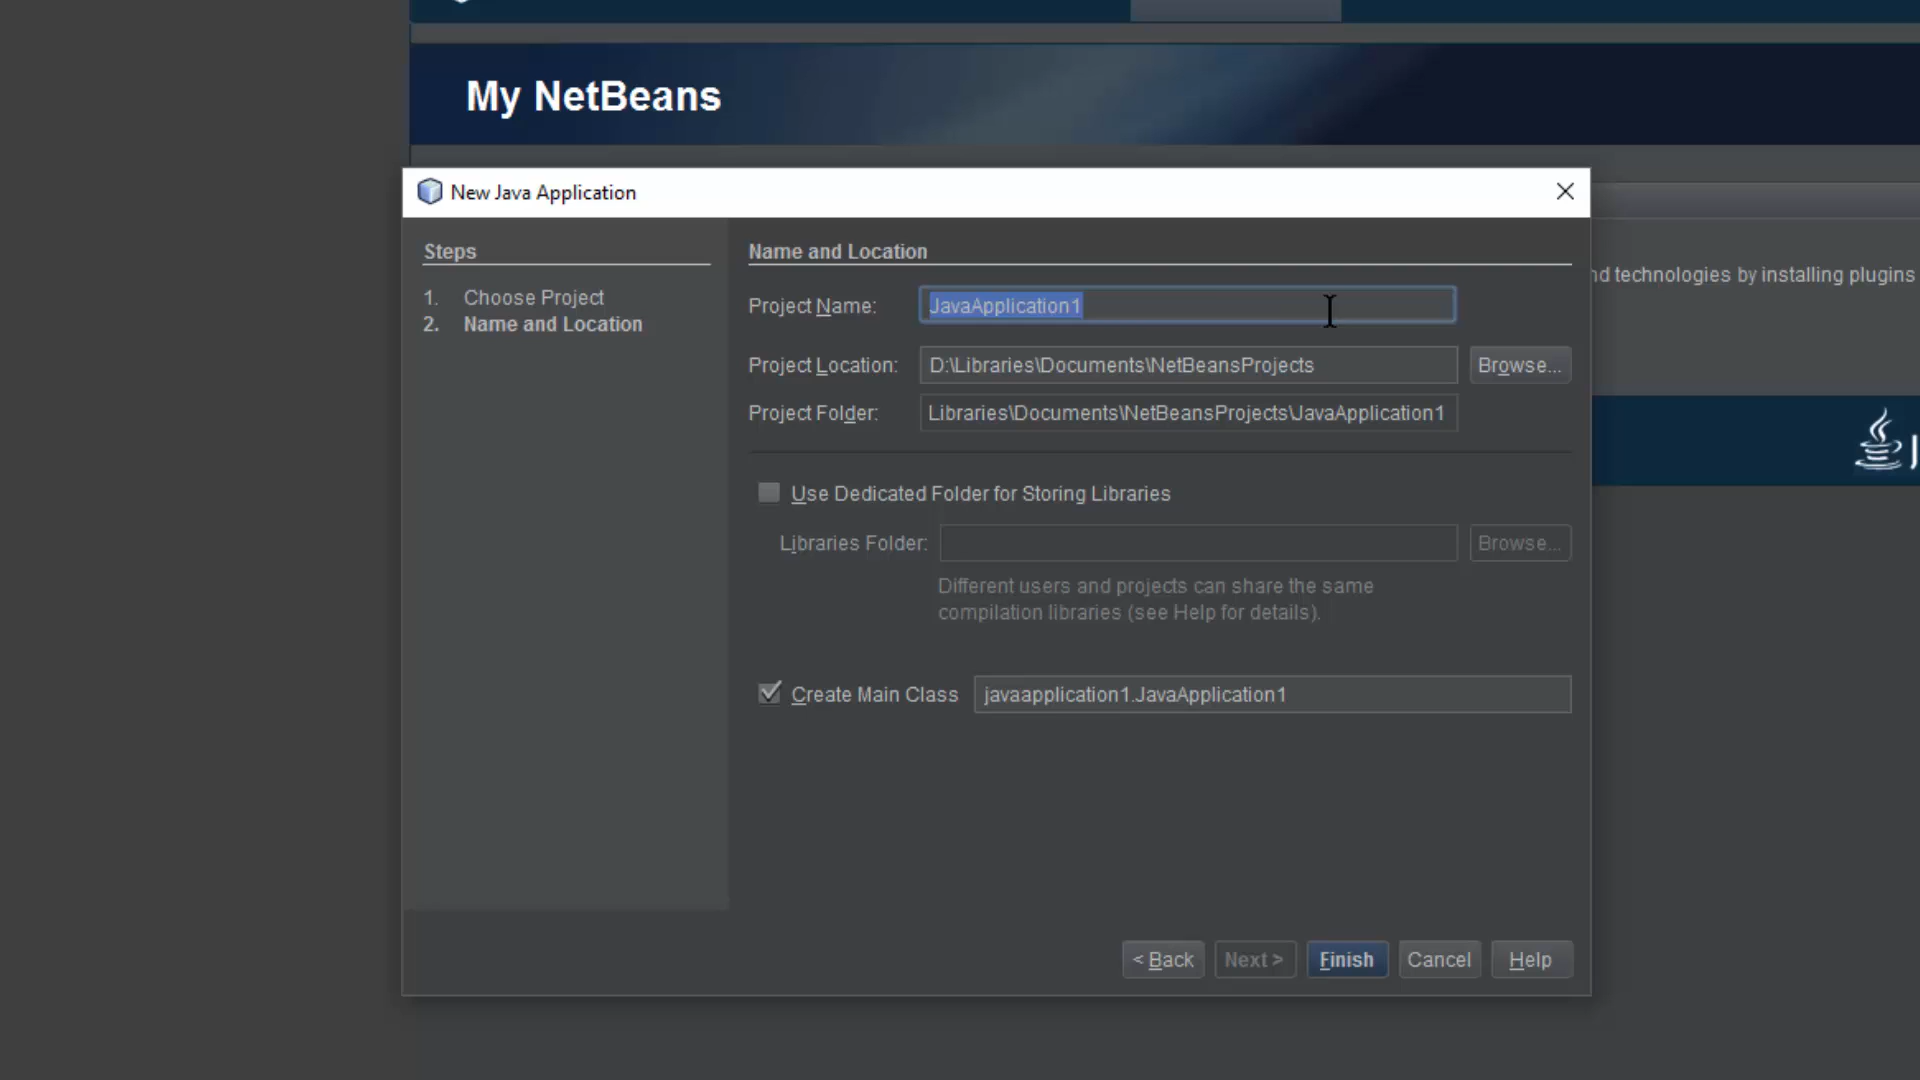 My NetBeans
New Java Application
Steps
1. Choose Project
2. Name and Location
Name and Location
Project Name: JavaApplication1
Project Location: D:\Libraries\Documents\NetBeansProjects Browse...
Project Folder: Libraries\Documents\NetBeansProjects\JavaApplication1
Use Dedicated Folder for Storing Libraries
Libraries Folder: Browse...
Different users and projects can share the same
compilation libraries (see Help for details).
Create Main Class javaapplication1.JavaApplication1
< Back Next > Finish Cancel Help
technologies by installing plugins